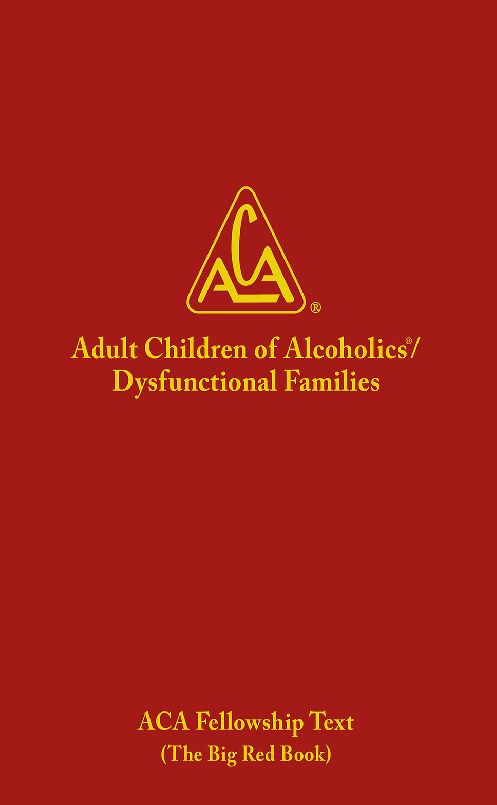 ACA®
Adult Children of Alcoholics®/
Dysfunctional Families
ACA Fellowship Text
(The Big Red Book)